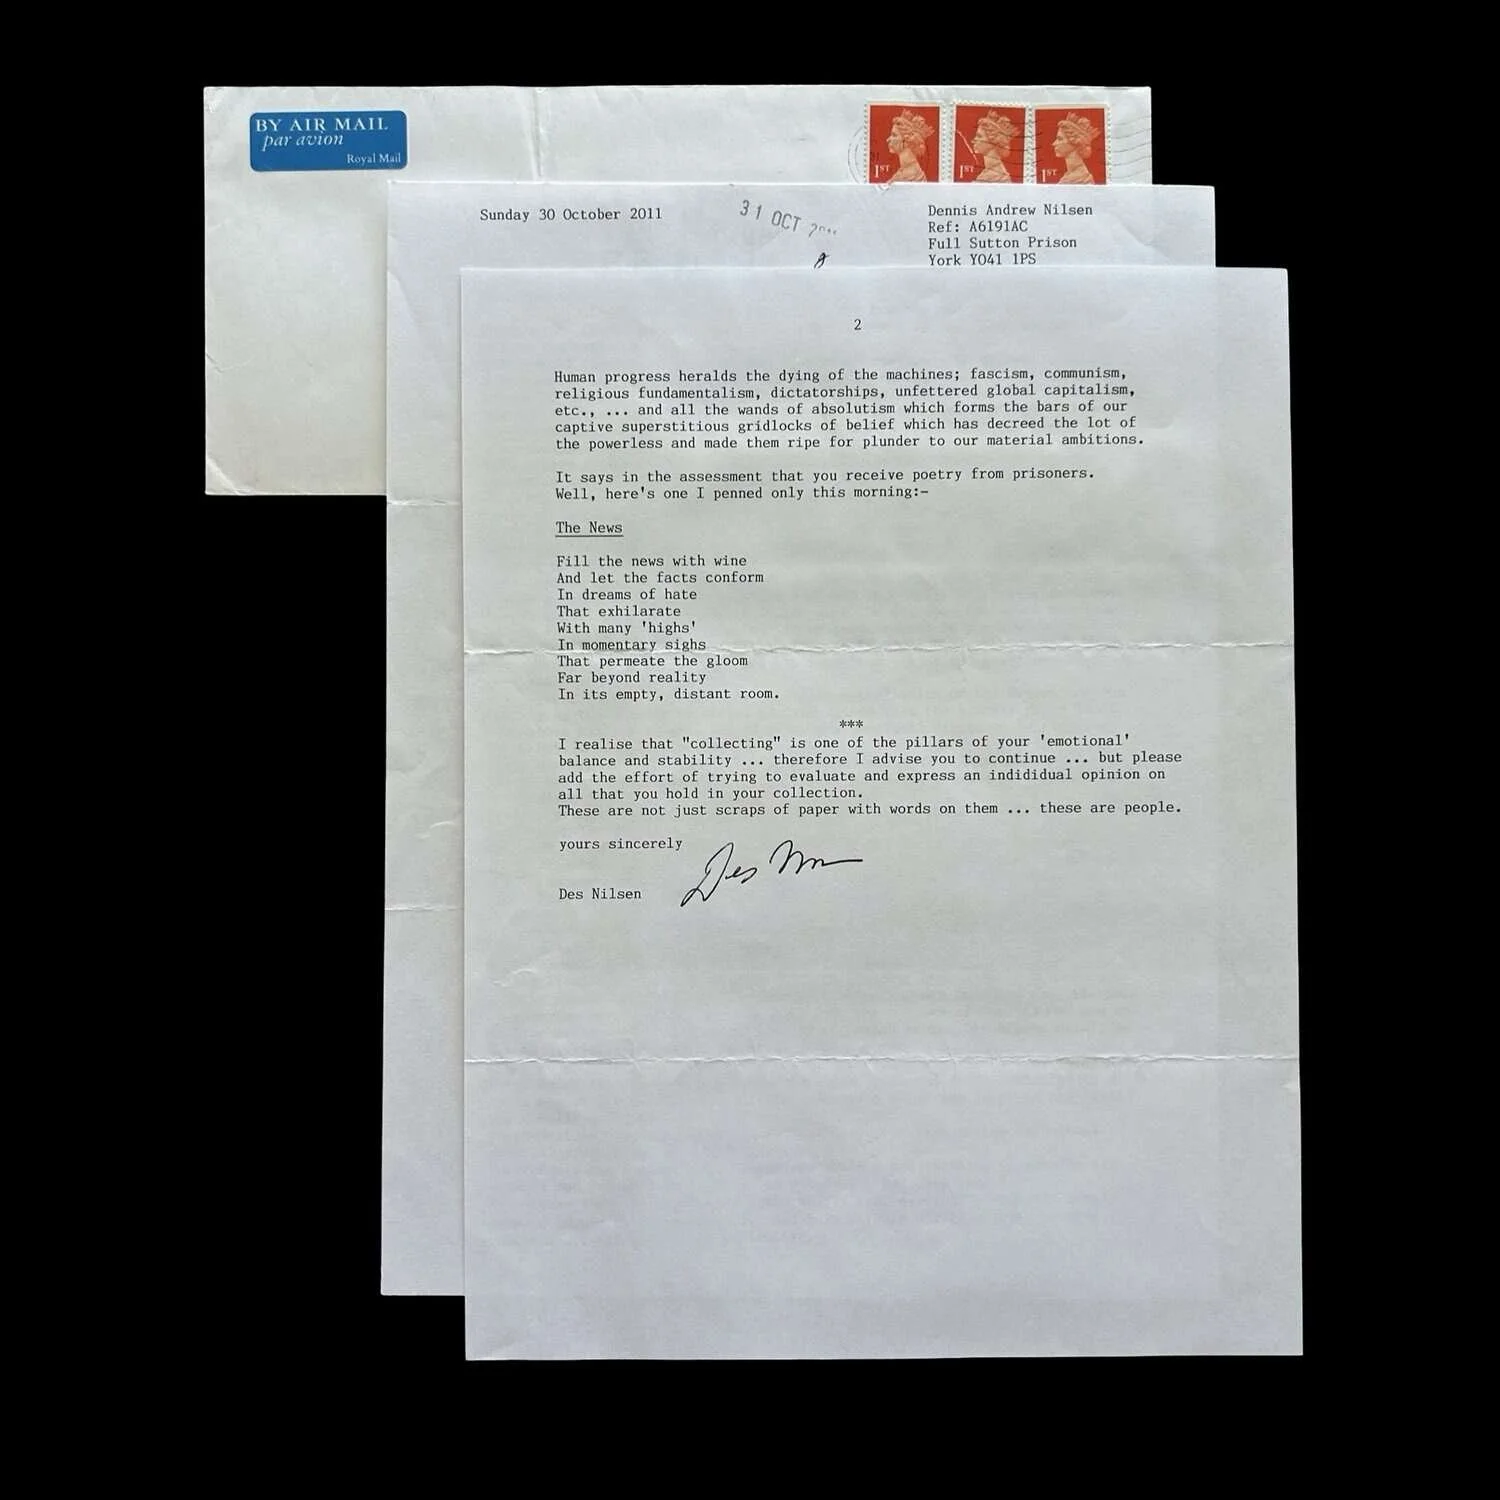 BY AIR MAIL
par avion
Royal Mail
1ST
1ST
1ST
Sunday 30 October 2011
31 OCT
Dennis Andrew Nilsen
Ref: A6191AC
Full Sutton Prison
York YO41 1PS
2
Human progress heralds the dying of the machines; fascism, communism,
religious fundamentalism, dictatorships, unfettered global capitalism,
etc., ... and all the wands of absolutism which forms the bars of our
captive superstitious gridlocks of belief which has decreed the lot of
the powerless and made them ripe for plunder to our material ambitions.
It says in the assessment that you receive poetry from prisoners.
Well, here's one I penned only this morning:-
The News
Fill the news with wine
And let the facts conform
In dreams of hate
That exhilarate
With many 'highs'
In momentary sighs
That permeate the gloom
Far beyond reality
In its empty, distant room.
***
I realise that "collecting" is one of the pillars of your 'emotional'
balance and stability ... therefore I advise you to continue ... but please
add the effort of trying to evaluate and express an indididual opinion on
all that you hold in your collection.
These are not just scraps of paper with words on them ... these are people.
yours sincerely
Des Nilsen
Des Nilsen